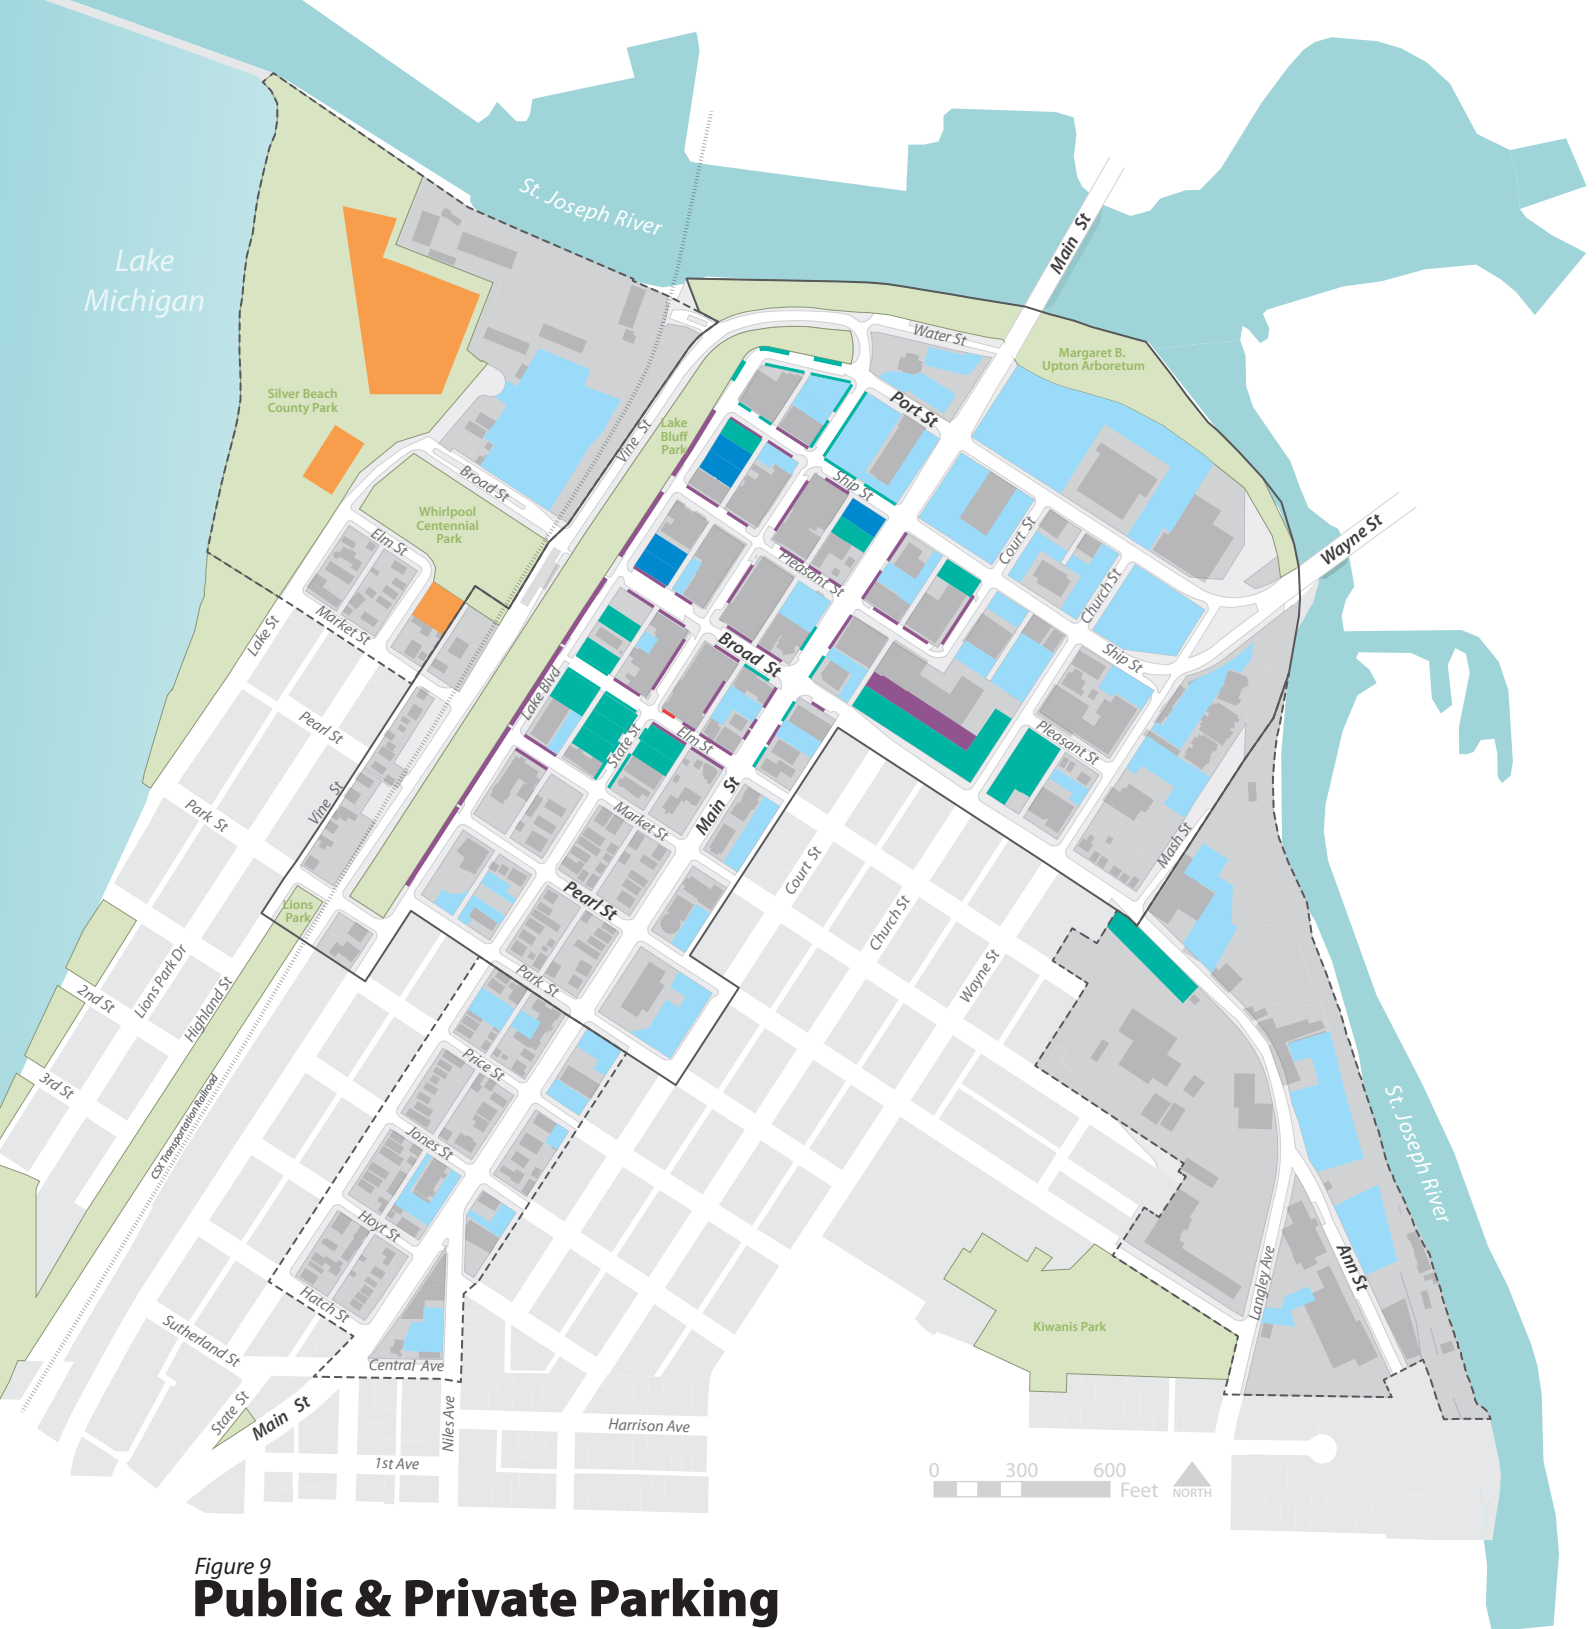 St. Joseph River
Main St
Lake
Michigan
Water St
Margaret B.
Upton Arboretum
Silver Beach
County Park
Port St
Lake
Bluff
Park
Vine St
Broad St
Ship St
Whirlpool
Centennial
Park
Wayne St
Court St
Elm St
Pleasant St
Church St
Market St
Lake St
Broad St
Ship St
Lake Blvd
Pearl St
State St
Elm St
Pleasant St
Vine St
Main St
Park St
Market St
Mash St
Court St
Pearl St
Lions
Park
Church St
Lions Park Dr
Park St
Wayne St
2nd St
Highland St
Price St
3rd St
CSX Transportation Railroad
Jones St
St. Joseph River
Hoyt St
Langley Ave
Ann St
Hatch St
Kiwanis Park
Sutherland St
Central Ave
State St
Main St
Niles Ave
Harrison Ave
1st Ave
0 300 600
Feet
NORTH
Figure 9
Public & Private Parking